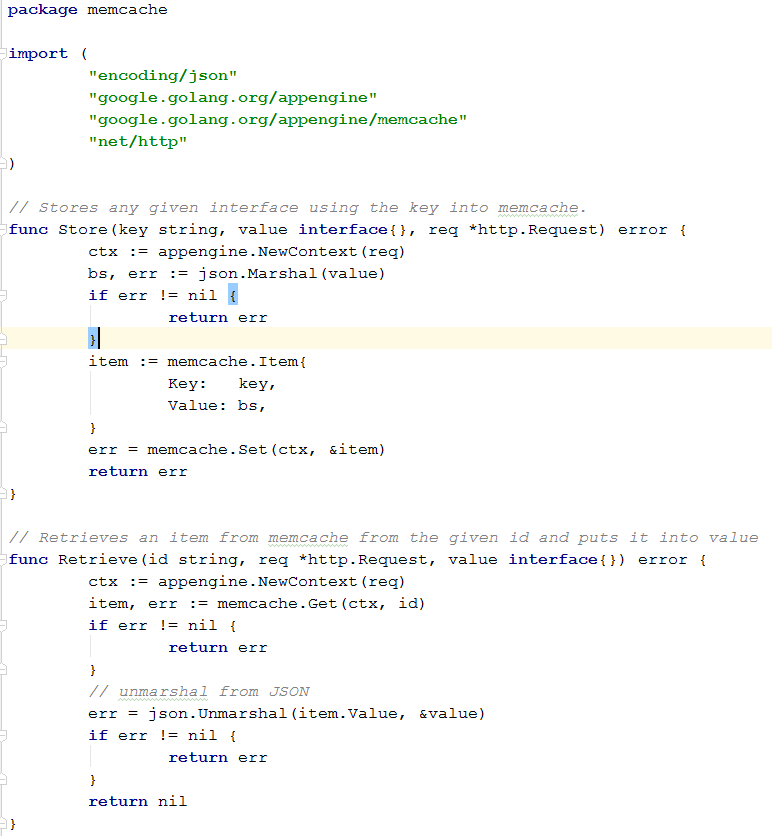 package memcache
import (
"encoding/json"
"google.golang.org/appengine"
"google.golang.org/appengine/memcache"
"net/http"
)
// Stores any given interface using the key into memcache.
func Store(key string, value interface{}, req *http.Request) error {
ctx := appengine.NewContext(req)
bs, err := json.Marshal(value)
if err != nil {
return err
}
item := memcache.Item{
Key:   key,
Value: bs,
}
err = memcache.Set(ctx, &item)
return err
}
// Retrieves an item from memcache from the given id and puts it into value
func Retrieve(id string, req *http.Request, value interface{}) error {
ctx := appengine.NewContext(req)
item, err := memcache.Get(ctx, id)
if err != nil {
return err
}
// unmarshal from JSON
err = json.Unmarshal(item.Value, &value)
if err != nil {
return err
}
return nil
}